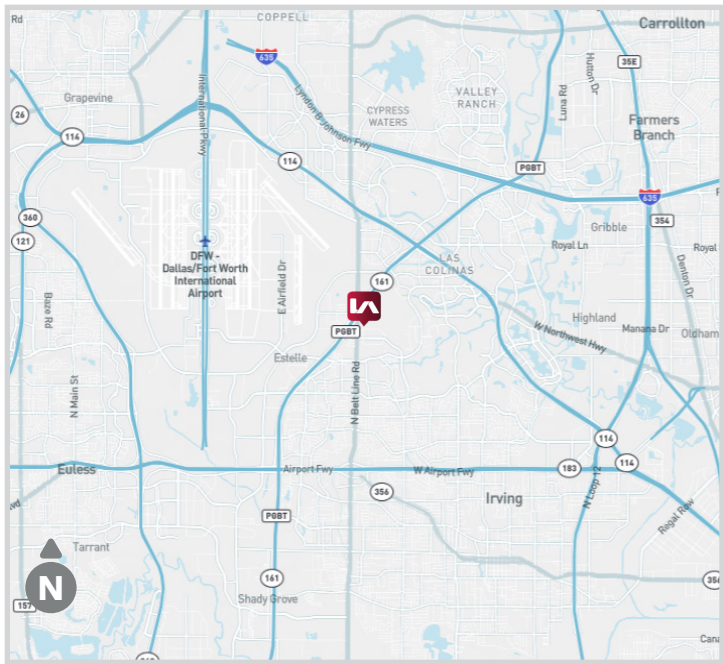 Rd
COPPELL
Carrollton
635
35E
Hutton Dr
Grapevine
International Pkwy
Lyndon B Johnson Fwy
VALLEY
RANCH
Luna Rd
26
CYPRESS
WATERS
Farmers
Branch
114
114
PGBT
635
360
354
121
Gribble
DFW -
Dallas/Fort Worth
International
Airport
Royal Ln
Royal
LAS
COLINAS
E Airfield Dr
161
Denton Dr
Baze Rd
Highland
W Northwest Hwy
Manana Dr
Oldham
PGBT
Estelle
N Main St
N Belt Line Rd
114
Euless
Airport Fwy
W Airport Fwy
183
114
356
Irving
N Loop 12
Regal Row
PGBT
Tarrant
161
N
Shady Grove
157